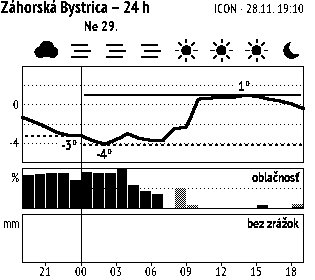 Záhorská Bystrica – 24 h
ICON · 28.11. 19:10
Ne 29.
0
-4
1°
-3°
-4°
%
oblačnosť
mm
bez zrážok
21 00 03 06 09 12 15 18